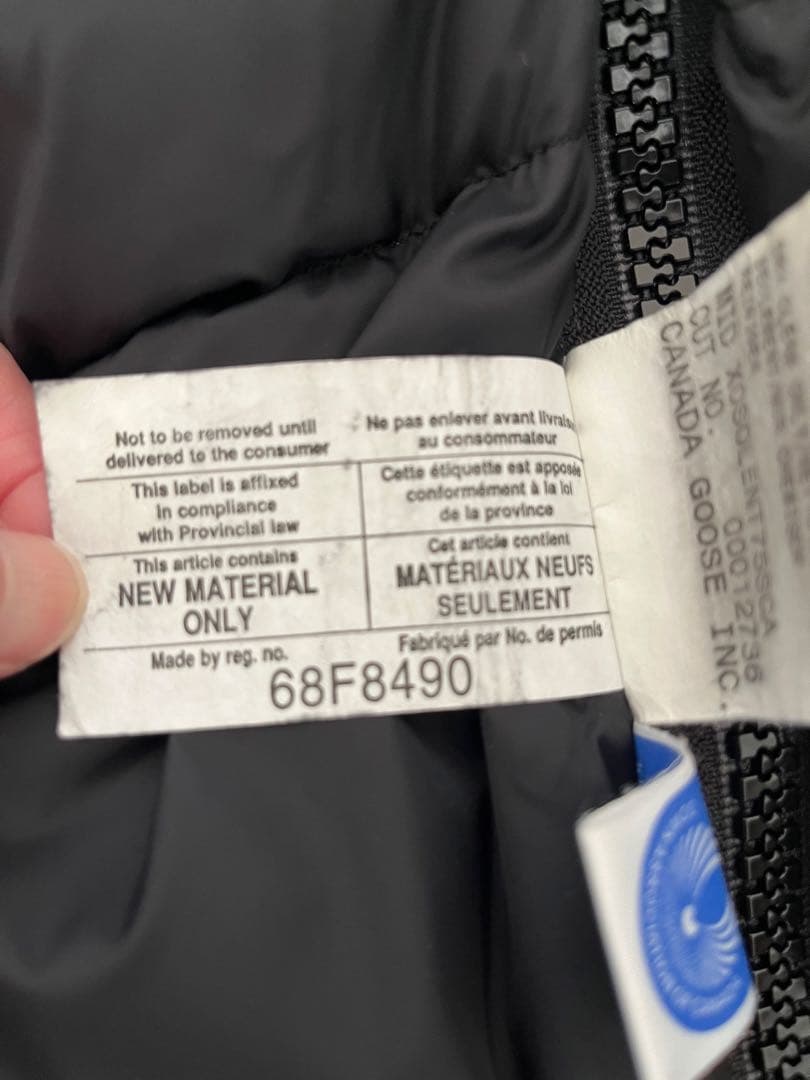 Not to be removed until
delivered to the consumer
Ne pas enlever avant
au consommateur
This label is affixed
in compliance
with Provincial law
Cette étiquette est apposée
conformément à la loi
de la province
This article contains
NEW MATERIAL
ONLY
Cet article contient
MATÉRIAUX NEUFS
SEULEMENT
Made by reg. no.
Fabriqué par No. de permis
68F8490
CUT NO. 00012736
CANADA GOOSE INC.